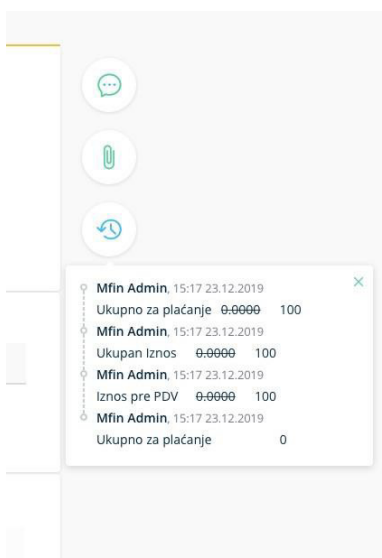 Mfin Admin, 15:17 23.12.2019
Ukupno za plaćanje 0.0000 100
Mfin Admin, 15:17 23.12.2019
Ukupan Iznos 0.0000 100
Mfin Admin, 15:17 23.12.2019
Iznos pre PDV 0.0000 100
Mfin Admin, 15:17 23.12.2019
Ukupno za plaćanje 0